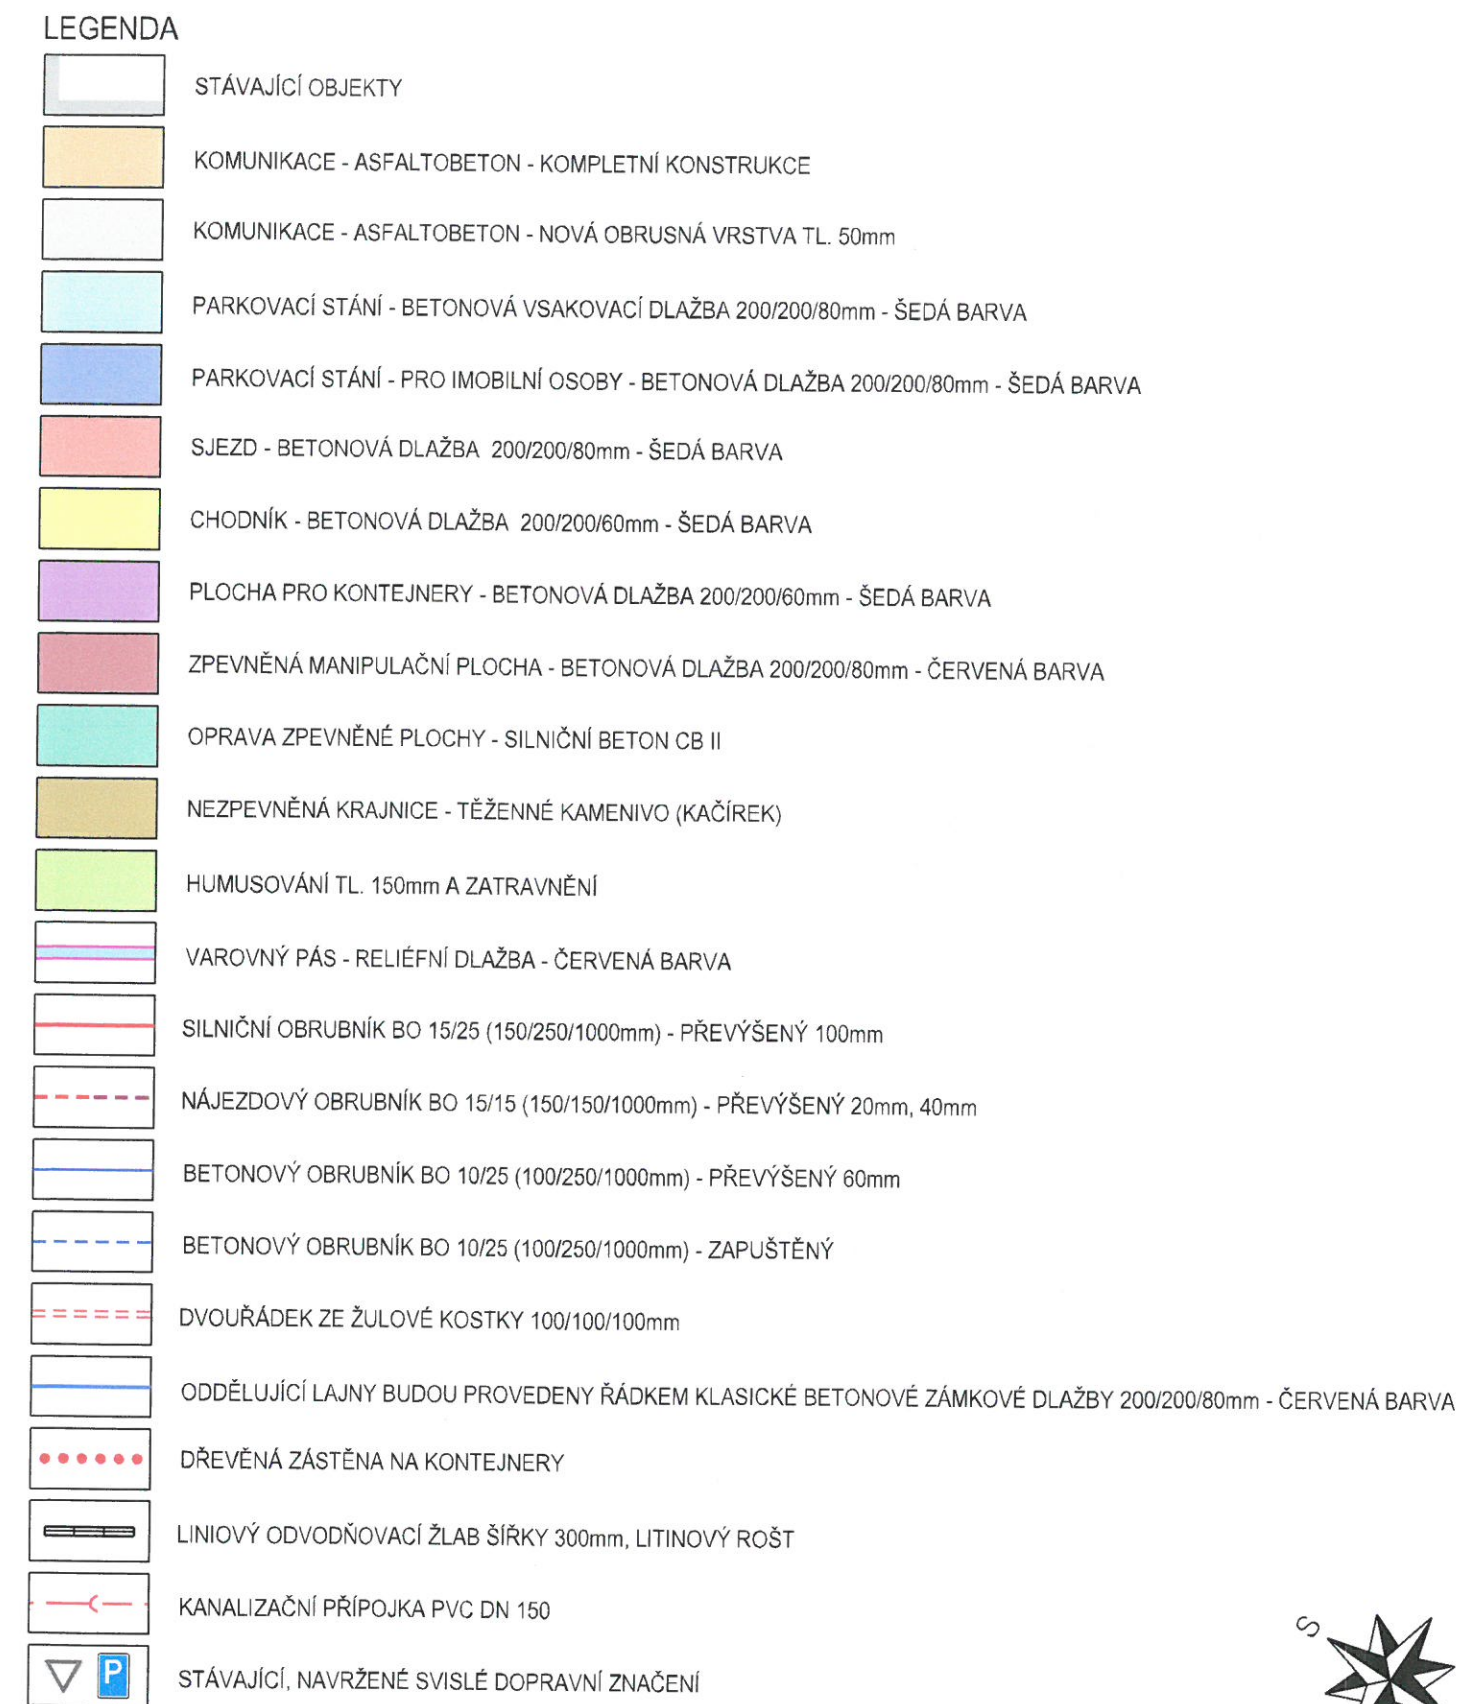 LEGENDA
STÁVAJÍCÍ OBJEKTY
KOMUNIKACE - ASFALTOBETON - KOMPLETNÍ KONSTRUKCE
KOMUNIKACE - ASFALTOBETON - NOVÁ OBRUSNÁ VRSTVA TL. 50mm
PARKOVACÍ STÁNÍ - BETONOVÁ VSAKOVACÍ DLAŽBA 200/200/80mm - ŠEDÁ BARVA
PARKOVACÍ STÁNÍ - PRO IMOBILNÍ OSOBY - BETONOVÁ DLAŽBA 200/200/80mm - ŠEDÁ BARVA
SJEZD - BETONOVÁ DLAŽBA 200/200/80mm - ŠEDÁ BARVA
CHODNÍK - BETONOVÁ DLAŽBA 200/200/60mm - ŠEDÁ BARVA
PLOCHA PRO KONTEJNERY - BETONOVÁ DLAŽBA 200/200/60mm - ŠEDÁ BARVA
ZPEVNĚNÁ MANIPULAČNÍ PLOCHA - BETONOVÁ DLAŽBA 200/200/80mm - ČERVENÁ BARVA
OPRAVA ZPEVNĚNÉ PLOCHY - SILNIČNÍ BETON CB II
NEZPEVNĚNÁ KRAJNICE - TĚŽENNÉ KAMENIVO (KAČÍREK)
HUMUSOVÁNÍ TL. 150mm A ZATRAVNĚNÍ
VAROVNÝ PÁS - RELIÉFNÍ DLAŽBA - ČERVENÁ BARVA
SILNIČNÍ OBRUBNÍK BO 15/25 (150/250/1000mm) - PŘEVÝŠENÝ 100mm
NÁJEZDOVÝ OBRUBNÍK BO 15/15 (150/150/1000mm) - PŘEVÝŠENÝ 20mm, 40mm
BETONOVÝ OBRUBNÍK BO 10/25 (100/250/1000mm) - PŘEVÝŠENÝ 60mm
BETONOVÝ OBRUBNÍK BO 10/25 (100/250/1000mm) - ZAPUŠTĚNÝ
DVOUŘÁDEK ZE ŽULOVÉ KOSTKY 100/100/100mm
ODDĚLUJÍCÍ LAJNY BUDOU PROVEDENY ŘÁDKEM KLASICKÉ BETONOVÉ ZÁMKOVÉ DLAŽBY 200/200/80mm - ČERVENÁ BARVA
DŘEVĚNÁ ZÁSTĚNA NA KONTEJNERY
LINIOVÝ ODVODŇOVACÍ ŽLAB ŠÍŘKY 300mm, LITINOVÝ ROŠT
KANALIZAČNÍ PŘÍPOJKA PVC DN 150
S
P
STÁVAJÍCÍ, NAVRŽENÉ SVISLÉ DOPRAVNÍ ZNAČENÍ